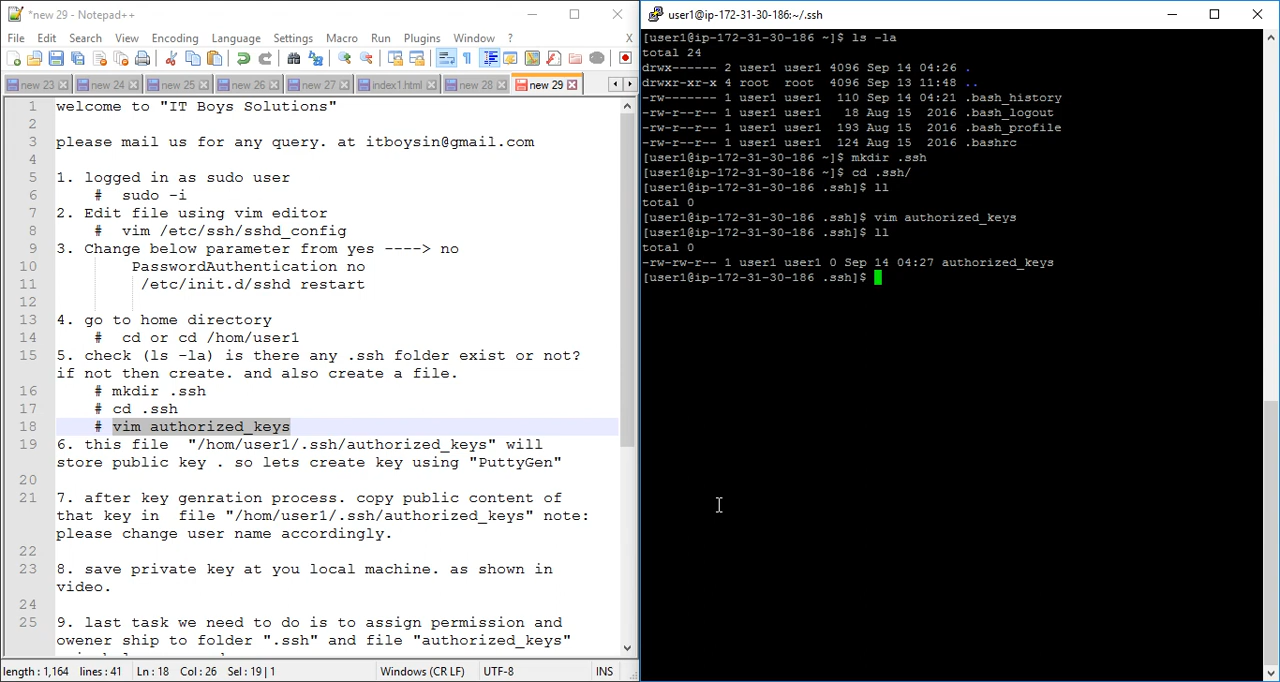 *new 29 - Notepad++
File Edit Search View Encoding Language Settings Macro Run Plugins Window ? X
new 23 new 24 new 25 new 26 new 27 index1.html new 28 new 29
1 welcome to "IT Boys Solutions"
2
3 please mail us for any query. at itboysin@gmail.com
4
5 1. logged in as sudo user
6 # sudo -i
7 2. Edit file using vim editor
8 # vim /etc/ssh/sshd_config
9 3. Change below parameter from yes ----> no
10 PasswordAuthentication no
11 /etc/init.d/sshd restart
12
13 4. go to home directory
14 # cd or cd /hom/user1
15 5. check (ls -la) is there any .ssh folder exist or not?
if not then create. and also create a file.
16 # mkdir .ssh
17 # cd .ssh
18 # vim authorized_keys
19 6. this file "/hom/user1/.ssh/authorized_keys" will
store public key . so lets create key using "PuttyGen"
20
21 7. after key genration process. copy public content of
that key in file "/hom/user1/.ssh/authorized_keys" note:
please change user name accordingly.
22
23 8. save private key at you local machine. as shown in
video.
24
25 9. last task we need to do is to assign permission and
owener ship to folder ".ssh" and file "authorized_keys"
length : 1,164 lines : 41 Ln : 18 Col : 26 Sel : 19 | 1 Windows (CR LF) UTF-8 INS
user1@ip-172-31-30-186:~/.ssh
[user1@ip-172-31-30-186 ~]$ ls -la
total 24
drwx------ 2 user1 user1 4096 Sep 14 04:26 .
drwxr-xr-x 4 root root 4096 Sep 13 11:48 ..
-rw------- 1 user1 user1 110 Sep 14 04:21 .bash_history
-rw-r--r-- 1 user1 user1 18 Aug 15 2016 .bash_logout
-rw-r--r-- 1 user1 user1 193 Aug 15 2016 .bash_profile
-rw-r--r-- 1 user1 user1 124 Aug 15 2016 .bashrc
[user1@ip-172-31-30-186 ~]$ mkdir .ssh
[user1@ip-172-31-30-186 ~]$ cd .ssh/
[user1@ip-172-31-30-186 .ssh]$ ll
total 0
[user1@ip-172-31-30-186 .ssh]$ vim authorized_keys
[user1@ip-172-31-30-186 .ssh]$ ll
total 0
-rw-rw-r-- 1 user1 user1 0 Sep 14 04:27 authorized_keys
[user1@ip-172-31-30-186 .ssh]$